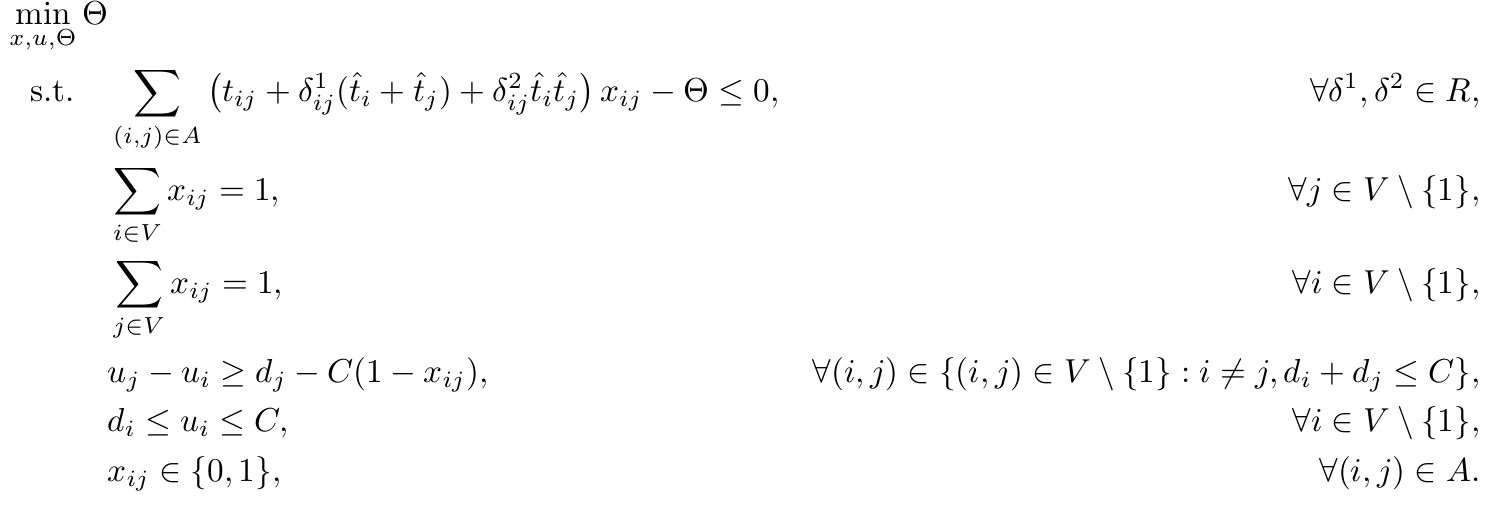 min_{x,u,Θ} Θ
s.t. ∑_{(i,j)∈A} (t_{ij} + δ^1_{ij}(t̂_i + t̂_j) + δ^2_{ij} t̂_i t̂_j) x_{ij} − Θ ≤ 0, ∀δ^1, δ^2 ∈ R,
∑_{i∈V} x_{ij} = 1, ∀j ∈ V \ {1},
∑_{j∈V} x_{ij} = 1, ∀i ∈ V \ {1},
u_j − u_i ≥ d_j − C(1 − x_{ij}), ∀(i, j) ∈ {(i, j) ∈ V \ {1} : i ≠ j, d_i + d_j ≤ C},
d_i ≤ u_i ≤ C, ∀i ∈ V \ {1},
x_{ij} ∈ {0, 1}, ∀(i, j) ∈ A.